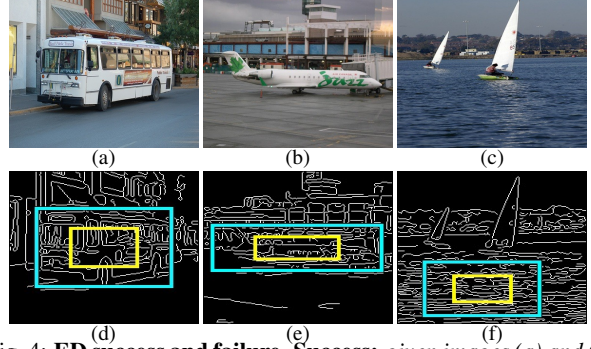 (a) (b) (c)
(d) (e) (f)
Fig. 4: ED success and failure. Success: given images (a) and